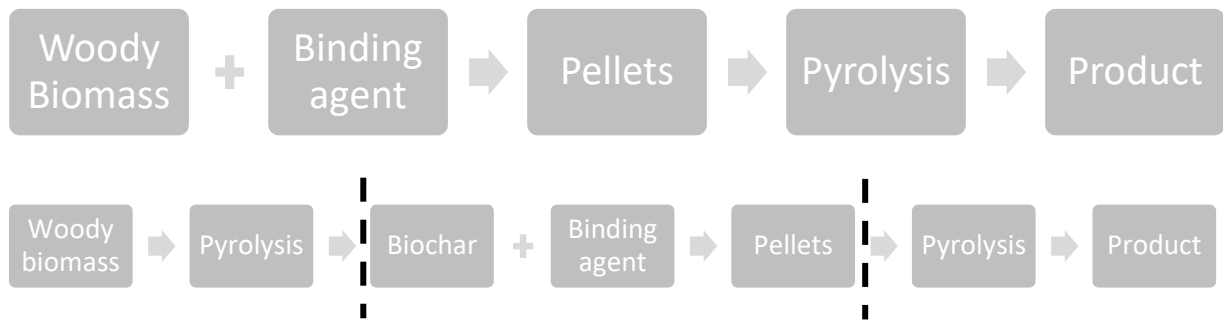 Woody
Biomass
+
Binding
agent
Pellets
Pyrolysis
Product
Woody
biomass
Pyrolysis
Biochar
+
Binding
agent
Pellets
Pyrolysis
Product